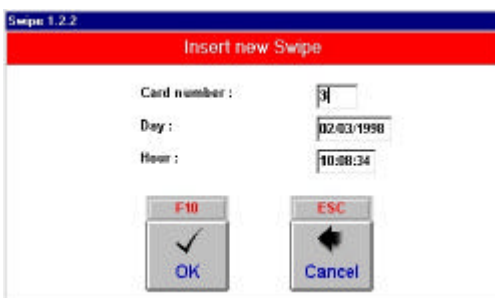 Swipe 1.2.2
Insert new Swipe
Card number : 3
Day : 02/03/1998
Hour : 10:08:34
F10 ESC
OK Cancel